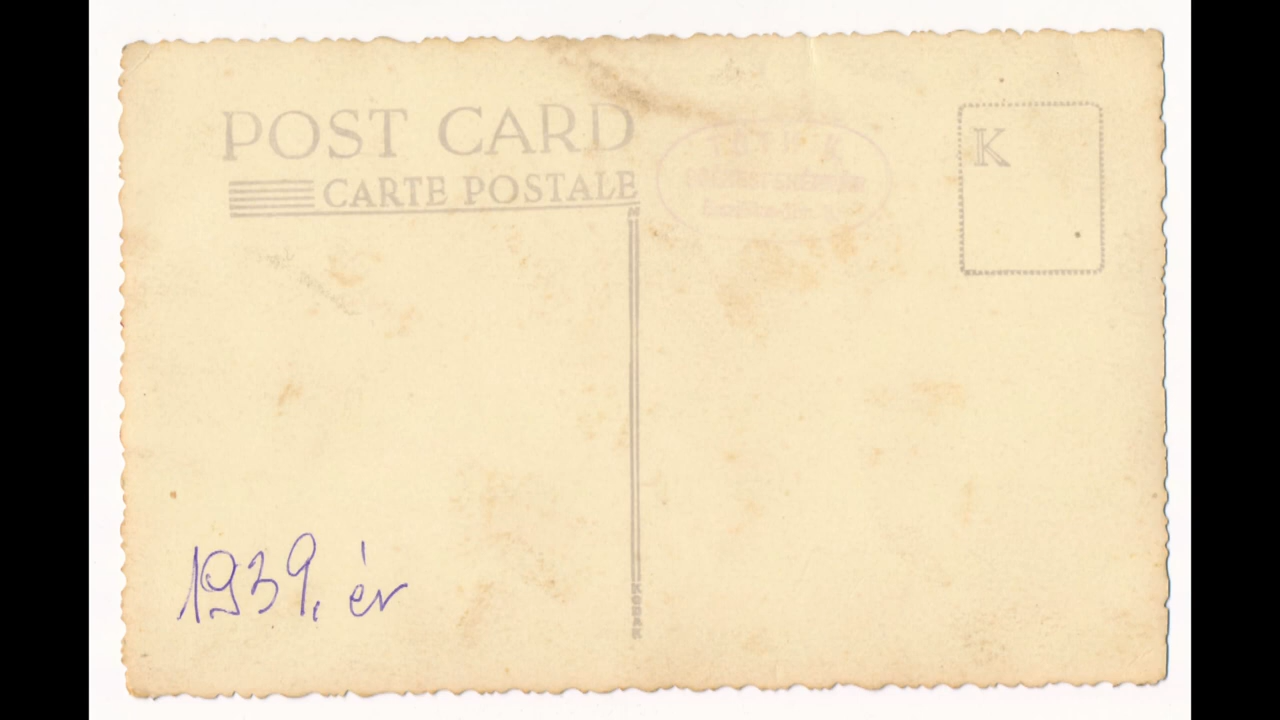 POST CARD
CARTE POSTALE
K
M
KODAK
1939. év